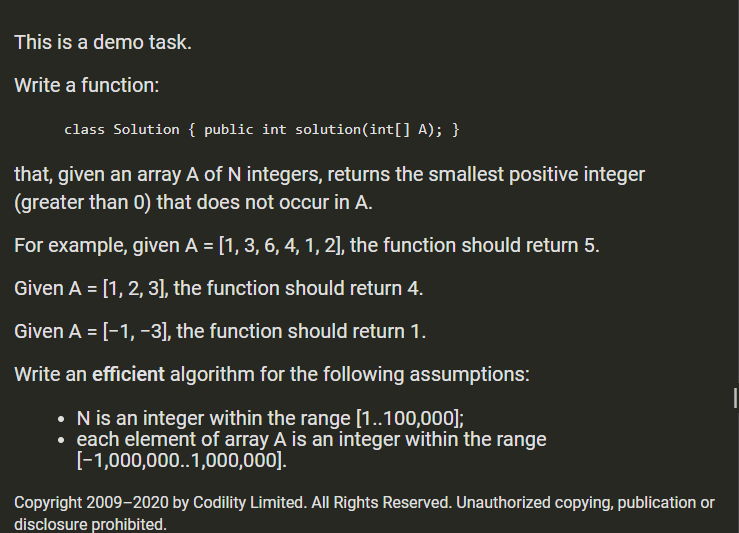 This is a demo task.
Write a function:
class Solution { public int solution(int[] A); }
that, given an array A of N integers, returns the smallest positive integer
(greater than 0) that does not occur in A.
For example, given A = [1, 3, 6, 4, 1, 2], the function should return 5.
Given A = [1, 2, 3], the function should return 4.
Given A = [−1, −3], the function should return 1.
Write an efficient algorithm for the following assumptions:
• N is an integer within the range [1..100,000];
• each element of array A is an integer within the range
[−1,000,000..1,000,000].
Copyright 2009–2020 by Codility Limited. All Rights Reserved. Unauthorized copying, publication or
disclosure prohibited.